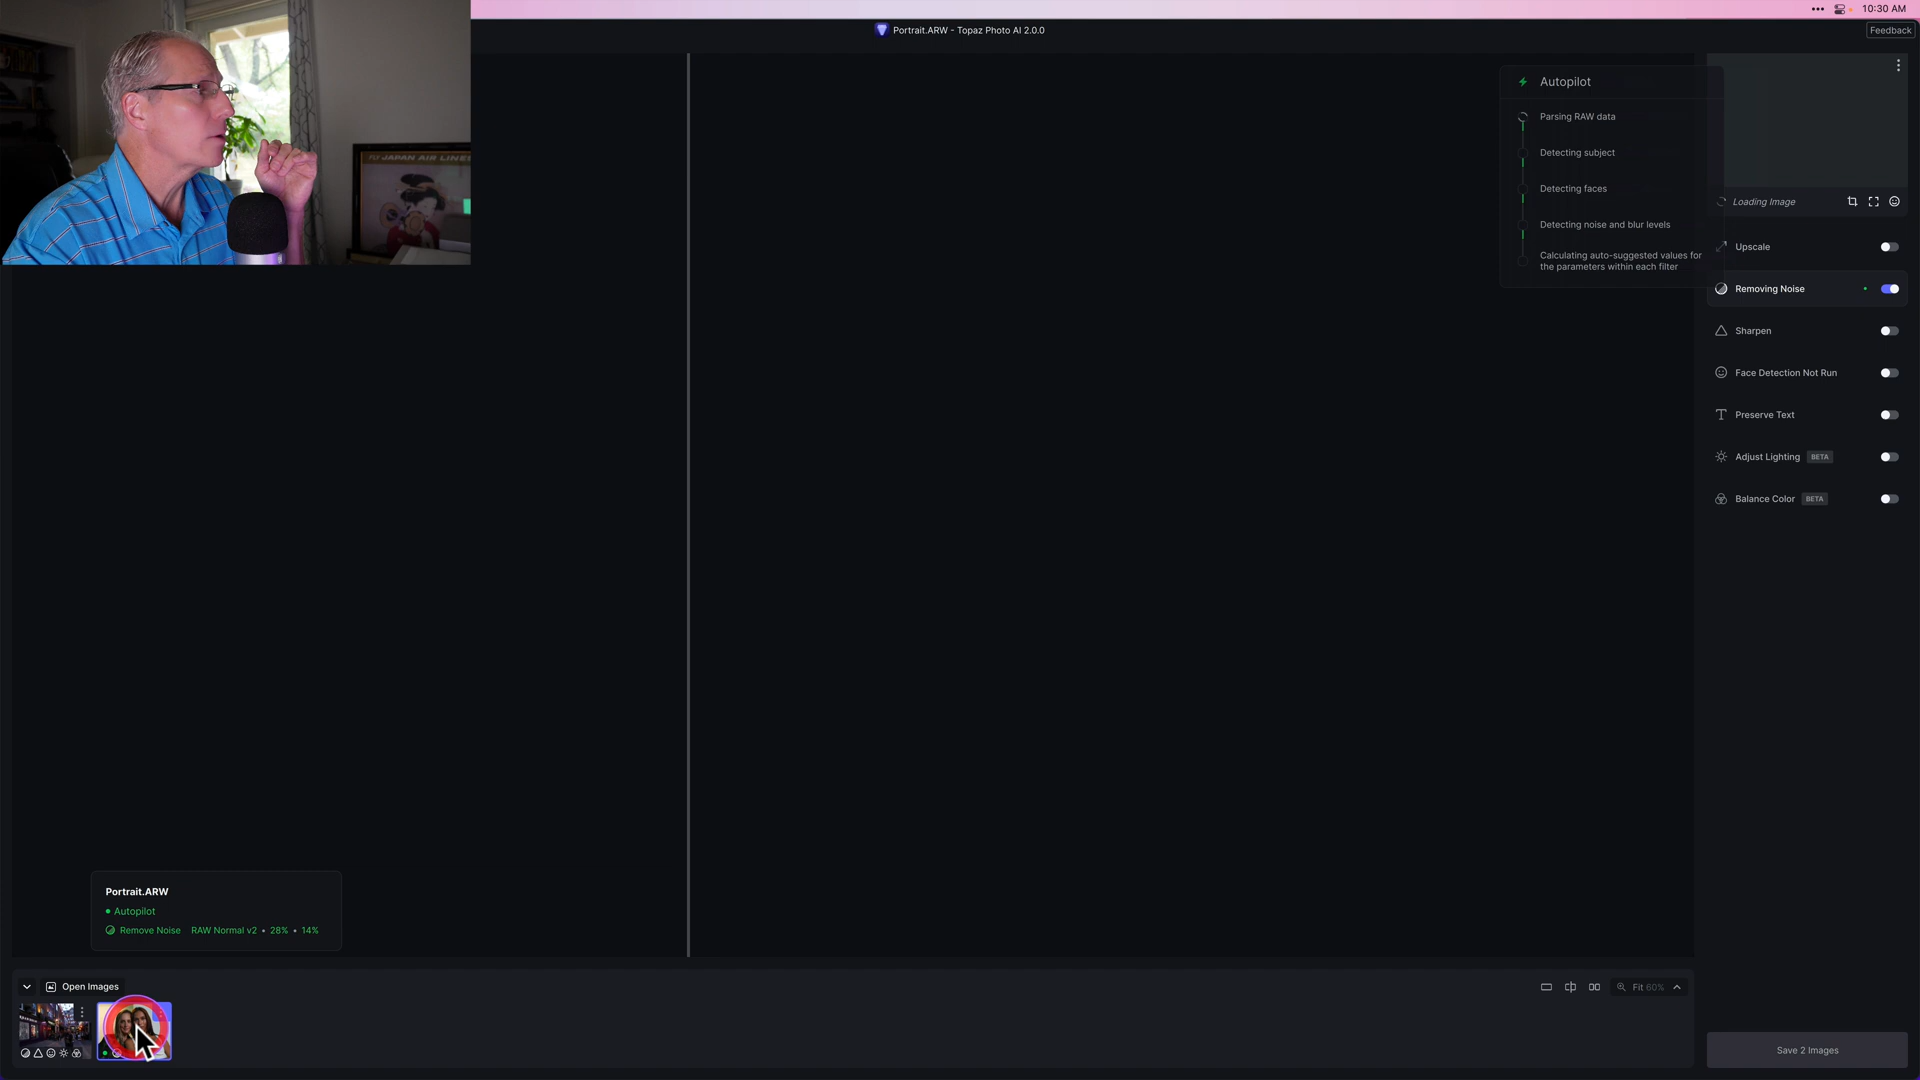 10:30 AM
Portrait.ARW - Topaz Photo AI 2.0.0
Feedback
FLY JAPAN AIR LINES
Autopilot
Parsing RAW data
Detecting subject
Detecting faces
Detecting noise and blur levels
Calculating auto-suggested values for
the parameters within each filter
Loading Image
Upscale
Removing Noise
Sharpen
Face Detection Not Run
Preserve Text
Adjust Lighting BETA
Balance Color BETA
Portrait.ARW
Autopilot
Remove Noise RAW Normal v2 • 28% • 14%
Open Images
Fit 60%
Save 2 Images